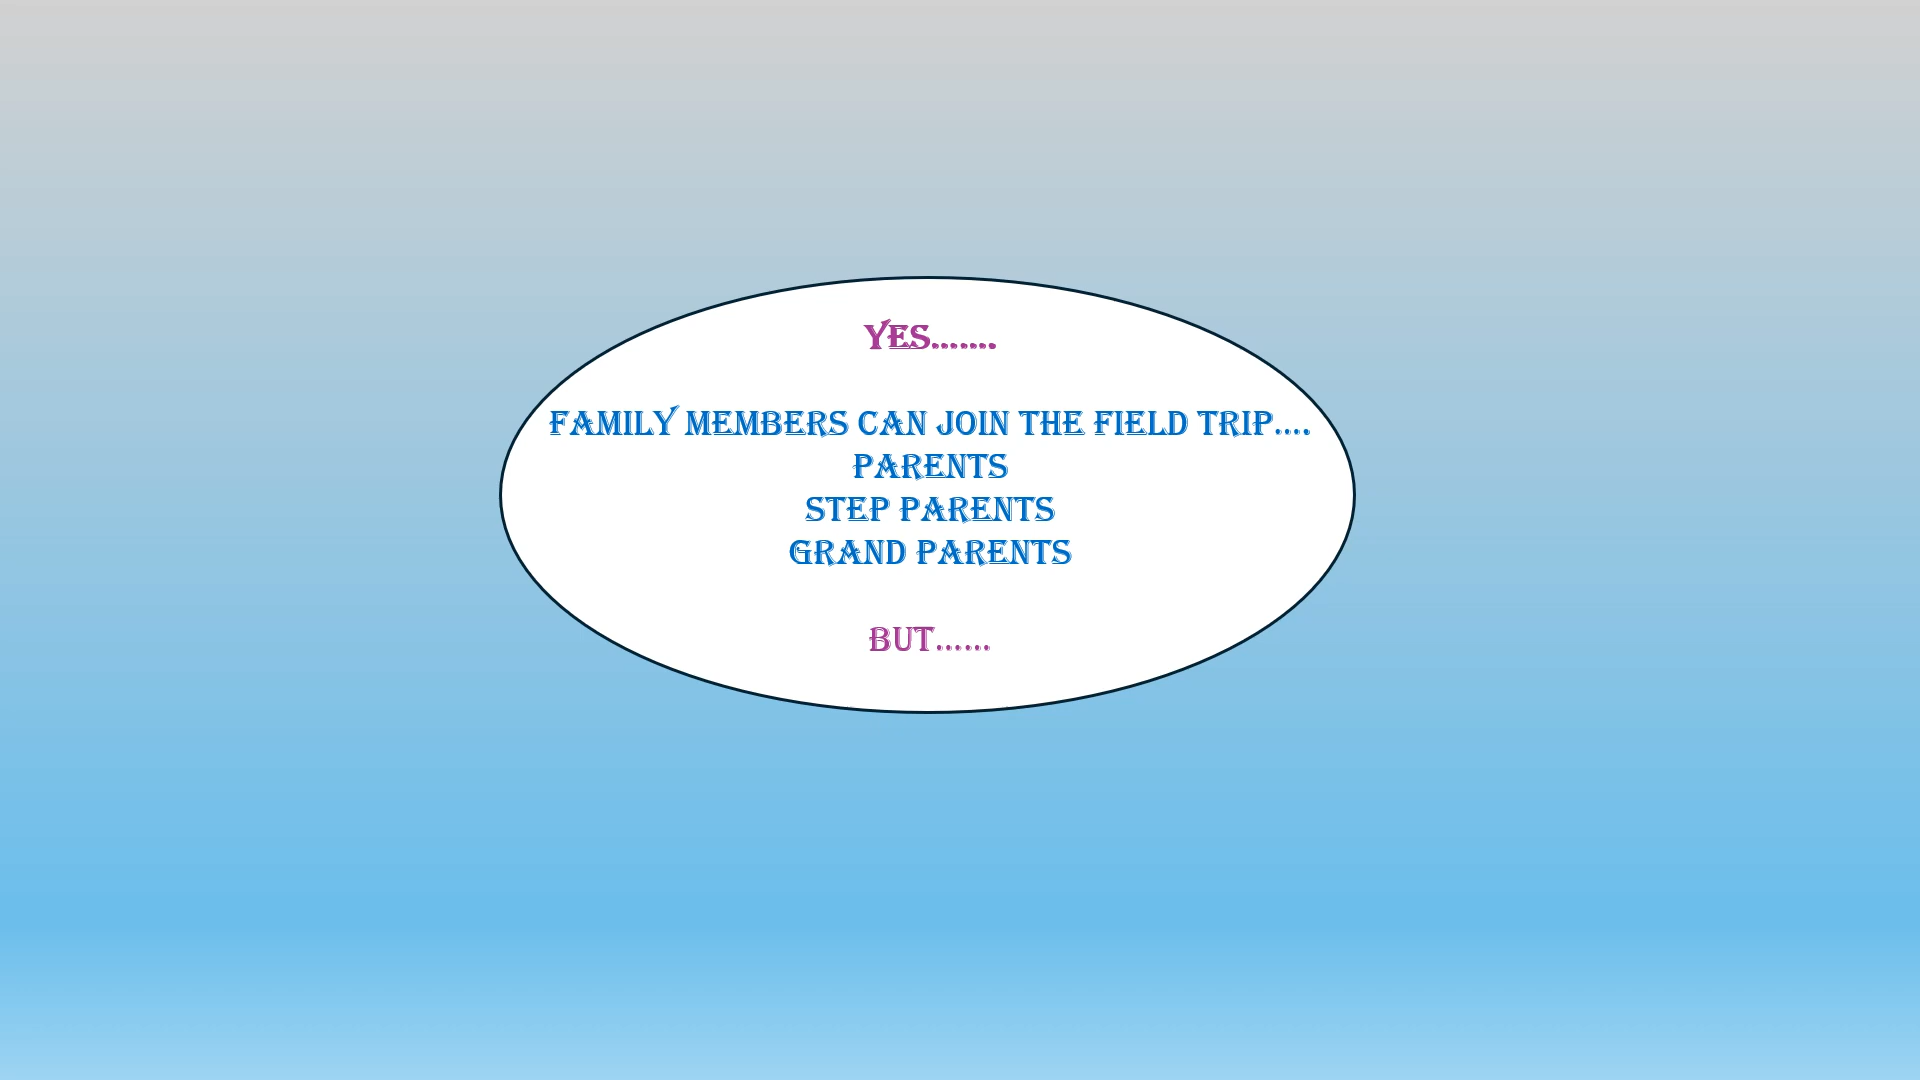 YES.......
FAMILY MEMBERS CAN JOIN THE FIELD TRIP....
PARENTS
STEP PARENTS
GRAND PARENTS
BUT......